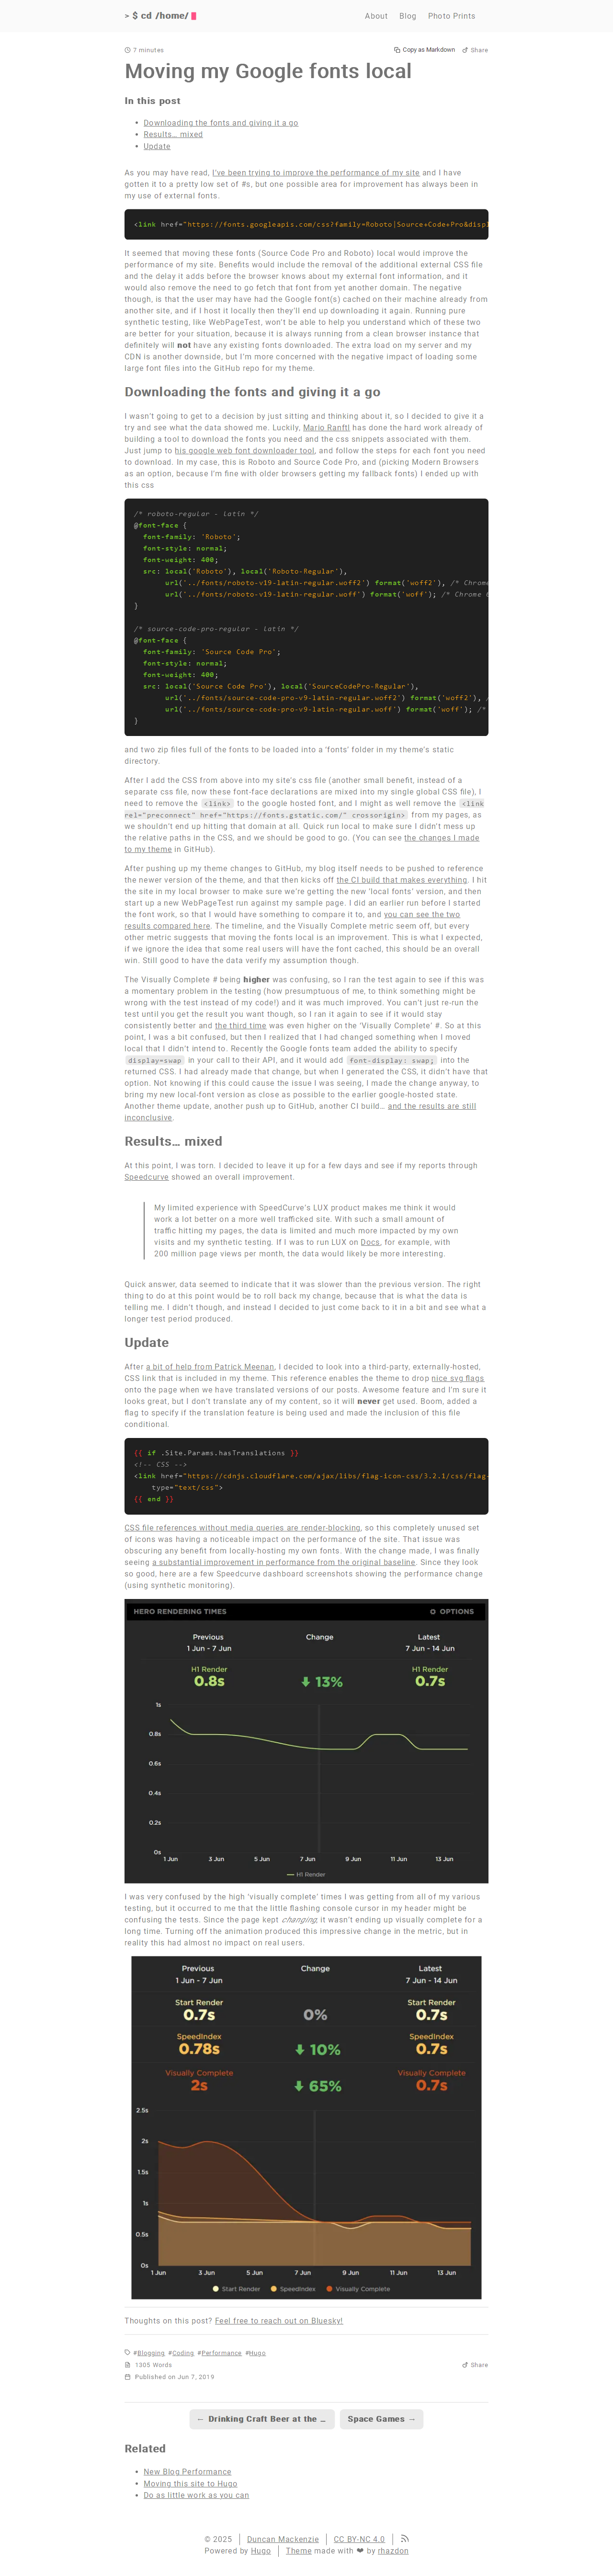 > $ cd /home/
About Blog Photo Prints
7 minutes
Copy as Markdown Share
Moving my Google fonts local
In this post
Downloading the fonts and giving it a go
Results… mixed
Update
As you may have read, I've been trying to improve the performance of my site and have
gotten it to a pretty low set of #s, but one possible area for improvement has always been in
my use of external fonts.
<link href="https://fonts.googleapis.com/css?family=Roboto|Source+Code+Pro&displ
It seemed that moving these fonts (Source Code Pro and Roboto) local would improve the
performance of my site. Benefits would include the removal of the additional external CSS file
and the delay it adds before the browser knows about my external font information, and it
would also remove the need to go fetch that font from yet another domain. The negative
though, is that the user may have had the Google font(s) cached on their machine already from
another site, and if I host it locally then they'll end up downloading it again. Running pure
synthetic testing, like WebPageTest, won't be able to help you understand which of these two
are better for your situation, because it is always running from a clean browser instance that
definitely will not have any existing fonts downloaded. The extra load on my server and my
CDN is another downside, but I'm more concerned with the negative impact of loading some
large font files into the GitHub repo for my theme.
Downloading the fonts and giving it a go
I wasn't going to get to a decision by just sitting and thinking about it, so I decided to give it a
try and see what the data showed me. Luckily, Mario Ranftl has done the hard work already of
building a tool to download the fonts you need and the css snippets associated with them.
Just jump to his google web font downloader tool, and follow the steps for each font you need
to download. In my case, this is Roboto and Source Code Pro, and (picking Modern Browsers
as an option, because I'm fine with older browsers getting my fallback fonts) I ended up with
this css
/* roboto-regular - latin */
@font-face {
font-family: 'Roboto';
font-style: normal;
font-weight: 400;
src: local('Roboto'), local('Roboto-Regular'),
url('../fonts/roboto-v19-latin-regular.woff2') format('woff2'), /* Chrome
url('../fonts/roboto-v19-latin-regular.woff') format('woff'); /* Chrome 6
}
/* source-code-pro-regular - latin */
@font-face {
font-family: 'Source Code Pro';
font-style: normal;
font-weight: 400;
src: local('Source Code Pro'), local('SourceCodePro-Regular'),
url('../fonts/source-code-pro-v9-latin-regular.woff2') format('woff2'), /
url('../fonts/source-code-pro-v9-latin-regular.woff') format('woff'); /*
}
and two zip files full of the fonts to be loaded into a 'fonts' folder in my theme's static
directory.
After I add the CSS from above into my site's css file (another small benefit, instead of a
separate css file, now these font-face declarations are mixed into my single global CSS file), I
need to remove the <link> to the google hosted font, and I might as well remove the <link
rel="preconnect" href="https://fonts.gstatic.com/" crossorigin> from my pages, as
we shouldn't end up hitting that domain at all. Quick run local to make sure I didn't mess up
the relative paths in the CSS, and we should be good to go. (You can see the changes I made
to my theme in GitHub).
After pushing up my theme changes to GitHub, my blog itself needs to be pushed to reference
the newer version of the theme, and that then kicks off the CI build that makes everything. I hit
the site in my local browser to make sure we're getting the new 'local fonts' version, and then
start up a new WebPageTest run against my sample page. I did an earlier run before I started
the font work, so that I would have something to compare it to, and you can see the two
results compared here. The timeline, and the Visually Complete metric seem off, but every
other metric suggests that moving the fonts local is an improvement. This is what I expected,
if we ignore the idea that some real users will have the font cached, this should be an overall
win. Still good to have the data verify my assumption though.
The Visually Complete # being higher was confusing, so I ran the test again to see if this was
a momentary problem in the testing (how presumptuous of me, to think something might be
wrong with the test instead of my code!) and it was much improved. You can't just re-run the
test until you get the result you want though, so I ran it again to see if it would stay
consistently better and the third time was even higher on the 'Visually Complete' #. So at this
point, I was a bit confused, but then I realized that I had changed something when I moved
local that I didn't intend to. Recently the Google fonts team added the ability to specify
display=swap in your call to their API, and it would add font-display: swap; into the
returned CSS. I had already made that change, but when I generated the CSS, it didn't have that
option. Not knowing if this could cause the issue I was seeing, I made the change anyway, to
bring my new local-font version as close as possible to the earlier google-hosted state.
Another theme update, another push up to GitHub, another CI build… and the results are still
inconclusive.
Results… mixed
At this point, I was torn. I decided to leave it up for a few days and see if my reports through
Speedcurve showed an overall improvement.
My limited experience with SpeedCurve's LUX product makes me think it would
work a lot better on a more well trafficked site. With such a small amount of
traffic hitting my pages, the data is limited and much more impacted by my own
visits and my synthetic testing. If I was to run LUX on Docs, for example, with
200 million page views per month, the data would likely be more interesting.
Quick answer, data seemed to indicate that it was slower than the previous version. The right
thing to do at this point would be to roll back my change, because that is what the data is
telling me. I didn't though, and instead I decided to just come back to it in a bit and see what a
longer test period produced.
Update
After a bit of help from Patrick Meenan, I decided to look into a third-party, externally-hosted,
CSS link that is included in my theme. This reference enables the theme to drop nice svg flags
onto the page when we have translated versions of our posts. Awesome feature and I'm sure it
looks great, but I don't translate any of my content, so it will never get used. Boom, added a
flag to specify if the translation feature is being used and made the inclusion of this file
conditional.
{{ if .Site.Params.hasTranslations }}
<!-- CSS -->
<link href="https://cdnjs.cloudflare.com/ajax/libs/flag-icon-css/3.2.1/css/flag-
type="text/css">
{{ end }}
CSS file references without media queries are render-blocking, so this completely unused set
of icons was having a noticeable impact on the performance of the site. That issue was
obscuring any benefit from locally-hosting my own fonts. With the change made, I was finally
seeing a substantial improvement in performance from the original baseline. Since they look
so good, here are a few Speedcurve dashboard screenshots showing the performance change
(using synthetic monitoring).
HERO RENDERING TIMES OPTIONS
Previous Change Latest
1 Jun - 7 Jun 7 Jun - 14 Jun
H1 Render H1 Render
0.8s 13% 0.7s
1s
0.8s
0.6s
0.4s
0.2s
0s
1 Jun 3 Jun 5 Jun 7 Jun 9 Jun 11 Jun 13 Jun
H1 Render
I was very confused by the high 'visually complete' times I was getting from all of my various
testing, but it occurred to me that the little flashing console cursor in my header might be
confusing the tests. Since the page kept changing, it wasn't ending up visually complete for a
long time. Turning off the animation produced this impressive change in the metric, but in
reality this had almost no impact on real users.
Previous Change Latest
1 Jun - 7 Jun 7 Jun - 14 Jun
Start Render Start Render
0.7s 0% 0.7s
SpeedIndex SpeedIndex
0.78s 10% 0.7s
Visually Complete Visually Complete
2s 65% 0.7s
2.5s
2s
1.5s
1s
0.5s
0s
1 Jun 3 Jun 5 Jun 7 Jun 9 Jun 11 Jun 13 Jun
Start Render SpeedIndex Visually Complete
Thoughts on this post? Feel free to reach out on Bluesky!
#Blogging #Coding #Performance #Hugo
1305 Words
Share
Published on Jun 7, 2019
← Drinking Craft Beer at the … Space Games →
Related
New Blog Performance
Moving this site to Hugo
Do as little work as you can
© 2025 Duncan Mackenzie CC BY-NC 4.0
Powered by Hugo Theme made with ❤ by rhazdon